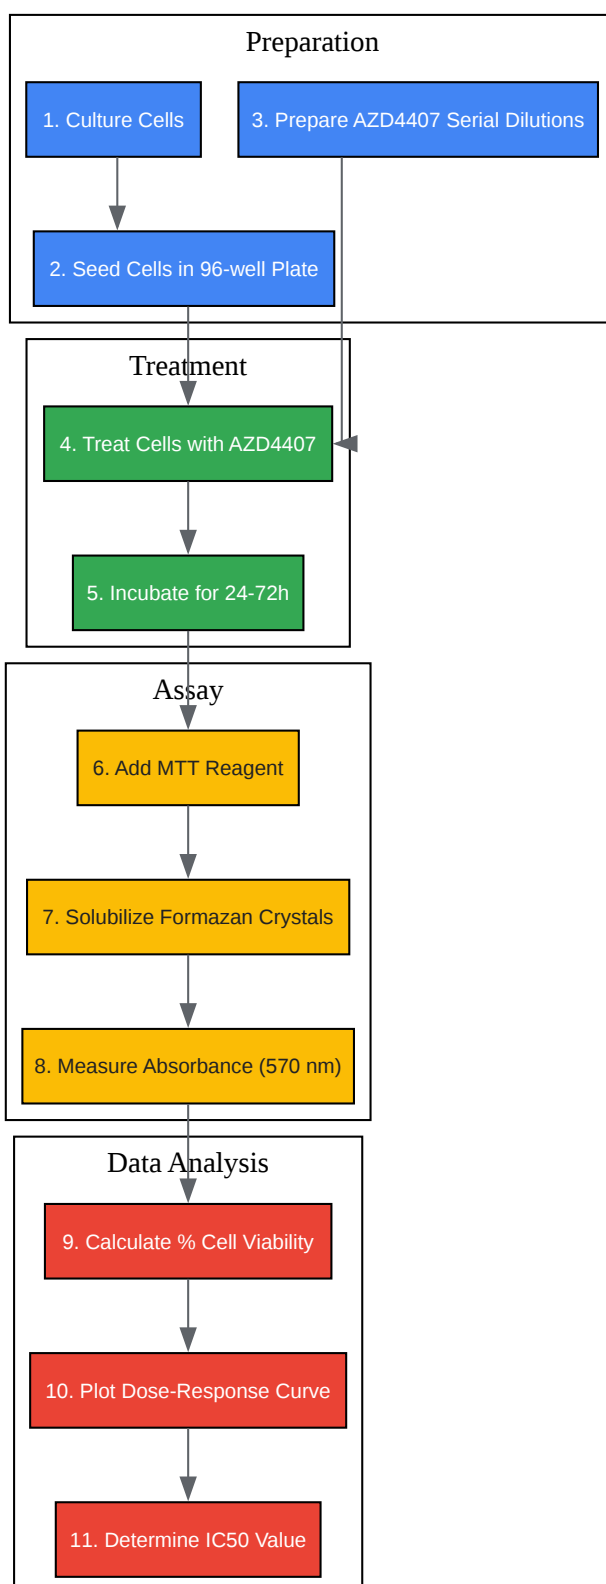 Preparation
1. Culture Cells
3. Prepare AZD4407 Serial Dilutions
2. Seed Cells in 96-well Plate
Treatment
4. Treat Cells with AZD4407
5. Incubate for 24-72h
Assay
6. Add MTT Reagent
7. Solubilize Formazan Crystals
8. Measure Absorbance (570 nm)
Data Analysis
9. Calculate % Cell Viability
10. Plot Dose-Response Curve
11. Determine IC50 Value